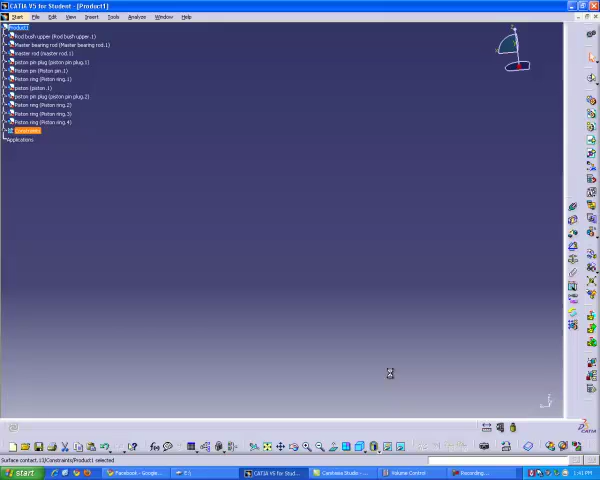 CATIA V5 for Student - [Product1]
Start File Edit View Insert Tools Analyze Window Help
Product1
Rod bush upper (Rod bush upper .1)
Master bearing rod (Master bearing rod.1)
master rod (master rod.1)
piston pin plug (piston pin plug.3)
Piston pin (Piston pin.1)
Piston ring (Piston ring.1)
piston (piston.1)
piston pin plug (piston pin plug.2)
Piston ring (Piston ring.2)
Piston ring (Piston ring.3)
Piston ring (Piston ring.4)
Constraints
Applications
CATIA
Surface contact.13/Constraints/Product1 selected
start Facebook - Google... E:\ CATIA V5 for Stud... Camtasia Studio - ... Volume Control Recording... 1:41 PM